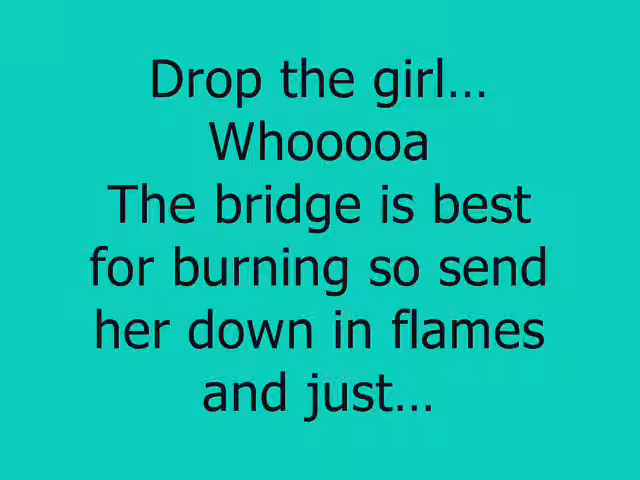 Drop the girl...
Whooooa
The bridge is best
for burning so send
her down in flames
and just...